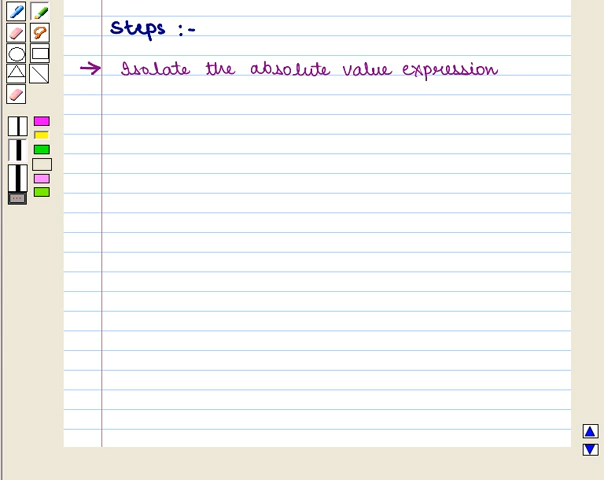 Steps :-
→ Isolate the absolute value expression